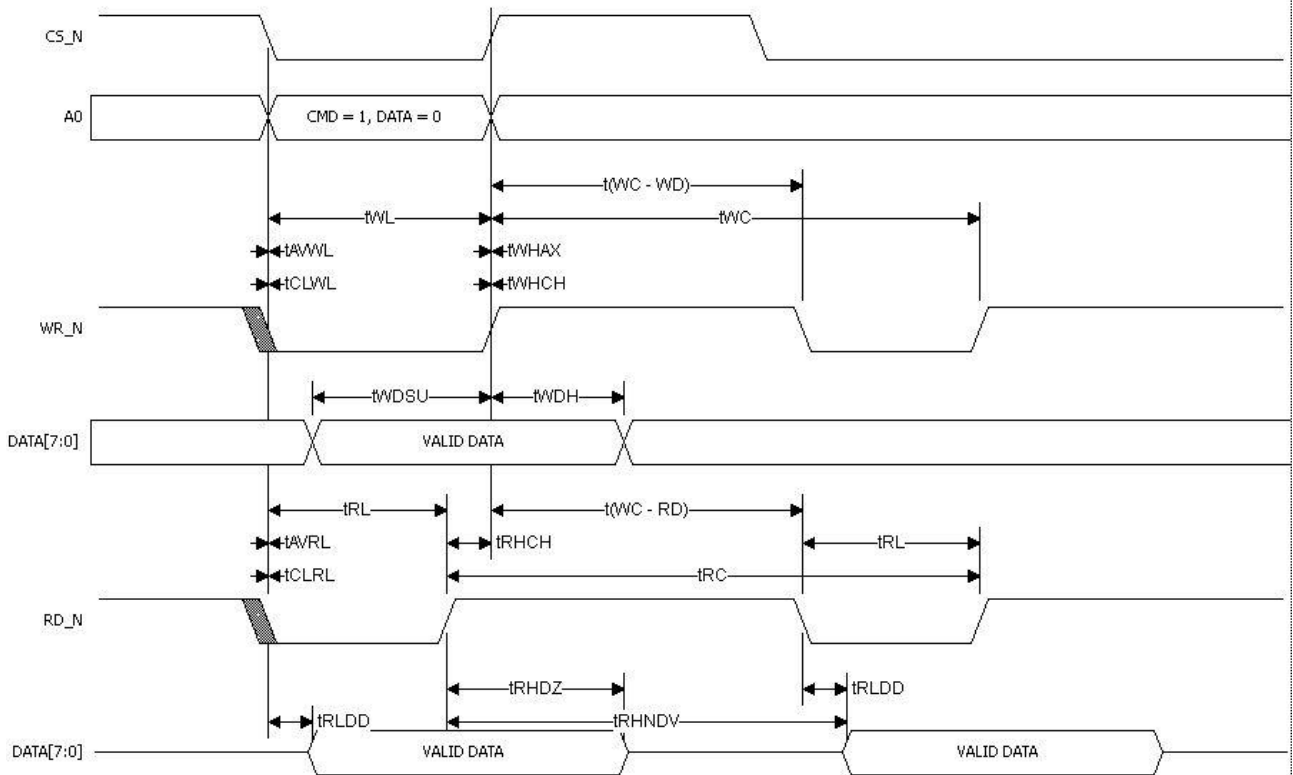 CS_N
A0
CMD = 1, DATA = 0
t(WC - WD)
tWL
tWC
tAVWL
tWHAX
tCLWL
tWHCH
WR_N
tWDSU
tWDH
DATA[7:0]
VALID DATA
tRL
t(WC - RD)
tAVRL
tRHCH
tRL
tCLRL
tRC
RD_N
tRHDZ
tRLDD
tRLDD
tRHNDV
DATA[7:0]
VALID DATA
VALID DATA